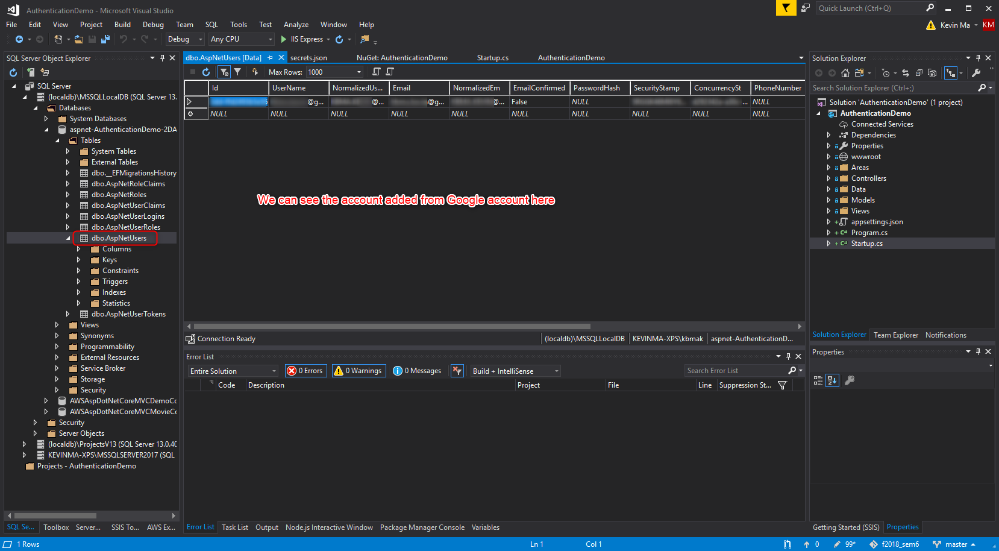 AuthenticationDemo - Microsoft Visual Studio
Quick Launch (Ctrl+Q)
File Edit View Project Build Debug Team SQL Tools Test Analyze Window Help
Kevin Ma KM
Debug Any CPU IIS Express
SQL Server Object Explorer
SQL Server
(localdb)\MSSQLLocalDB (SQL Server 13.
Databases
System Databases
aspnet-AuthenticationDemo-2DA
Tables
System Tables
External Tables
dbo.__EFMigrationsHistory
dbo.AspNetRoleClaims
dbo.AspNetRoles
dbo.AspNetUserClaims
dbo.AspNetUserLogins
dbo.AspNetUserRoles
dbo.AspNetUsers
Columns
Keys
Constraints
Triggers
Indexes
Statistics
dbo.AspNetUserTokens
Views
Synonyms
Programmability
External Resources
Service Broker
Storage
Security
AWSAspDotNetCoreMVCDemoCo
AWSAspDotNetCoreMVCMovieCo
Security
Server Objects
(localdb)\ProjectsV13 (SQL Server 13.0.40
KEVINMA-XPS\MSSQLSERVER2017 (SQL
Projects - AuthenticationDemo
SQL Se... Toolbox Server... SSIS To... AWS Ex...
dbo.AspNetUsers [Data] secrets.json NuGet: AuthenticationDemo Startup.cs AuthenticationDemo
Max Rows: 1000
Id UserName NormalizedUs... Email NormalizedEm EmailConfirmed PasswordHash SecurityStamp ConcurrencySt PhoneNumber
@g... @... @g... @... False NULL ... NULL
NULL NULL NULL NULL NULL NULL NULL NULL NULL NULL
We can see the account added from Google account here
Connection Ready
(localdb)\MSSQLLocalDB KEVINMA-XPS\kbmak aspnet-AuthenticationD...
Error List
Entire Solution 0 Errors 0 Warnings 0 Messages Build + IntelliSense Search Error List
Code Description Project File Line Suppression St...
Error List Task List Output Node.js Interactive Window Package Manager Console Variables
Solution Explorer
Search Solution Explorer (Ctrl+;)
Solution 'AuthenticationDemo' (1 project)
AuthenticationDemo
Connected Services
Dependencies
Properties
wwwroot
Areas
Controllers
Data
Models
Views
appsettings.json
C# Program.cs
C# Startup.cs
Solution Explorer Team Explorer Notifications
Properties
Getting Started (SSIS) Properties
1 Rows Ln 1 Col 1 0 99* f2018_sem6 master